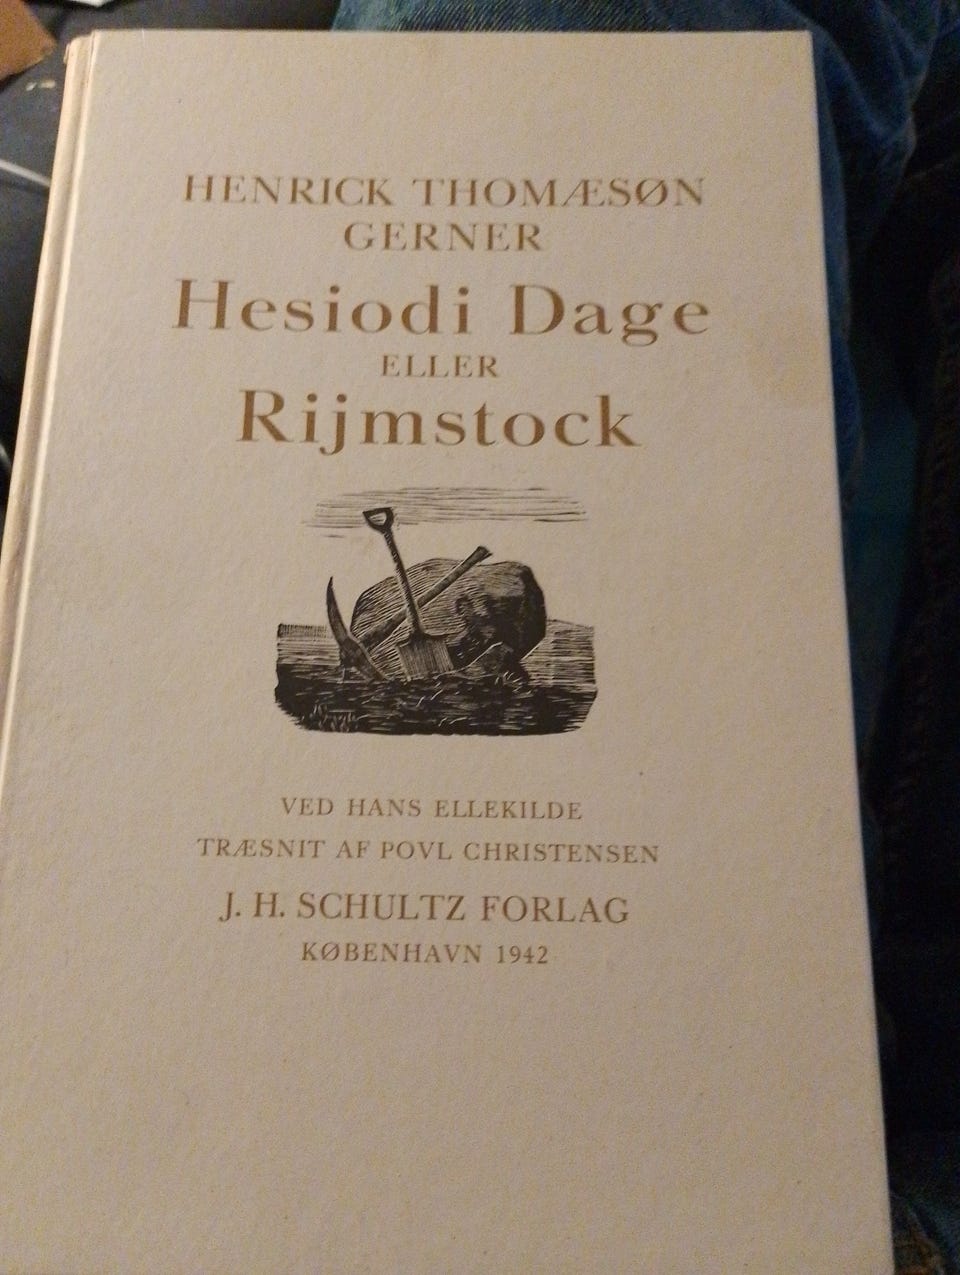 HENRICK THOMÆSØN
GERNER
Hesiodi Dage
ELLER
Rijmstock
VED HANS ELLEKILDE
TRÆSNIT AF POVL CHRISTENSEN
J. H. SCHULTZ FORLAG
KØBENHAVN 1942